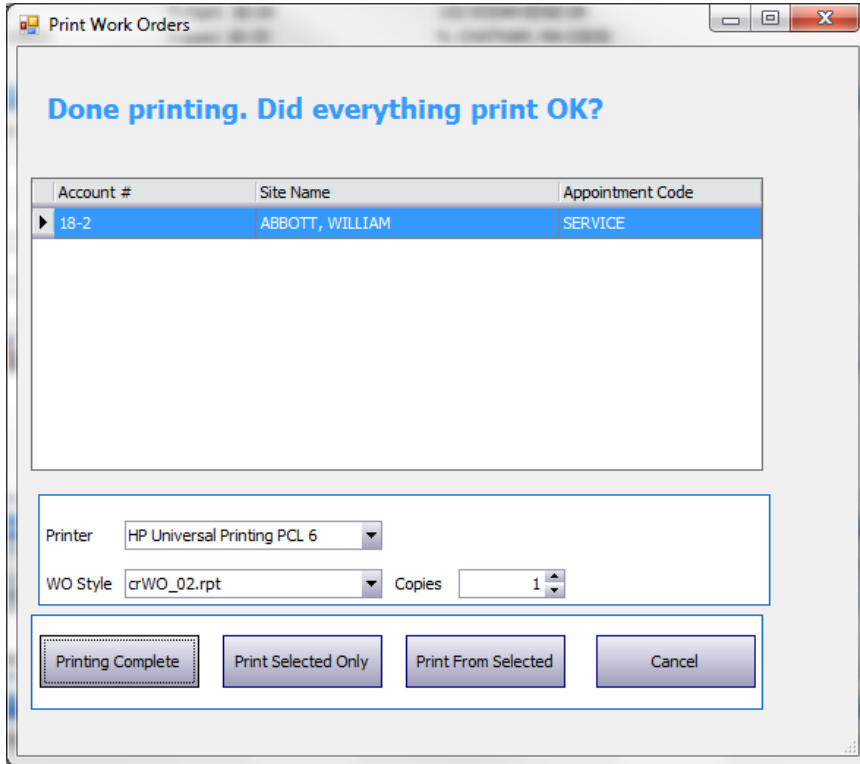 Print Work Orders
Done printing. Did everything print OK?
Account # Site Name Appointment Code
18-2 ABBOTT, WILLIAM SERVICE
Printer HP Universal Printing PCL 6
WO Style crWO_02.rpt Copies 1
Printing Complete Print Selected Only Print From Selected Cancel